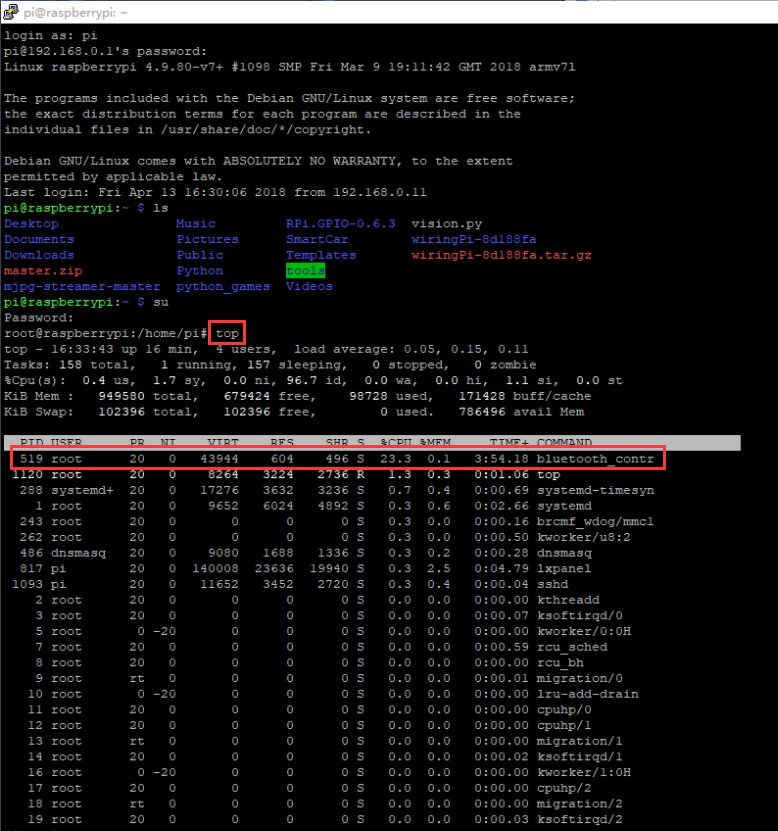 pi@raspberrypi: ~
login as: pi
pi@192.168.0.1's password:
Linux raspberrypi 4.9.80-v7+ #1098 SMP Fri Mar 9 19:11:42 GMT 2018 armv7l
The programs included with the Debian GNU/Linux system are free software;
the exact distribution terms for each program are described in the
individual files in /usr/share/doc/*/copyright.
Debian GNU/Linux comes with ABSOLUTELY NO WARRANTY, to the extent
permitted by applicable law.
Last login: Fri Apr 13 16:30:06 2018 from 192.168.0.11
pi@raspberrypi:~ $ ls
Desktop Music RPi.GPIO-0.6.3 vision.py
Documents Pictures SmartCar wiringPi-8d188fa
Downloads Public Templates wiringPi-8d188fa.tar.gz
master.zip Python tools
mjpg-streamer-master python_games Videos
pi@raspberrypi:~ $ su
Password:
root@raspberrypi:/home/pi# top
top - 16:33:43 up 16 min, 4 users, load average: 0.05, 0.15, 0.11
Tasks: 158 total, 1 running, 157 sleeping, 0 stopped, 0 zombie
%Cpu(s): 0.4 us, 1.7 sy, 0.0 ni, 96.7 id, 0.0 wa, 0.0 hi, 1.1 si, 0.0 st
KiB Mem : 949580 total, 679424 free, 98728 used, 171428 buff/cache
KiB Swap: 102396 total, 102396 free, 0 used. 786496 avail Mem
PID USER PR NI VIRT RES SHR S %CPU %MEM TIME+ COMMAND
519 root 20 0 43944 604 496 S 23.3 0.1 3:54.18 bluetooth_contr
1120 root 20 0 8264 3224 2736 R 1.3 0.3 0:01.06 top
288 systemd+ 20 0 17276 3632 3236 S 0.7 0.4 0:00.69 systemd-timesyn
1 root 20 0 9652 6024 4892 S 0.3 0.6 0:02.66 systemd
243 root 20 0 0 0 0 S 0.3 0.0 0:00.16 brcmf_wdog/mmc1
262 root 20 0 0 0 0 S 0.3 0.0 0:00.50 kworker/u8:2
486 dnsmasq 20 0 9080 1688 1336 S 0.3 0.2 0:00.28 dnsmasq
817 pi 20 0 140008 23636 19940 S 0.3 2.5 0:04.79 lxpanel
1093 pi 20 0 11652 3452 2720 S 0.3 0.4 0:00.04 sshd
2 root 20 0 0 0 0 S 0.0 0.0 0:00.00 kthreadd
3 root 20 0 0 0 0 S 0.0 0.0 0:00.07 ksoftirqd/0
5 root 0 -20 0 0 0 S 0.0 0.0 0:00.00 kworker/0:0H
7 root 20 0 0 0 0 S 0.0 0.0 0:00.59 rcu_sched
8 root 20 0 0 0 0 S 0.0 0.0 0:00.00 rcu_bh
9 root rt 0 0 0 0 S 0.0 0.0 0:00.01 migration/0
10 root 0 -20 0 0 0 S 0.0 0.0 0:00.00 lru-add-drain
11 root 20 0 0 0 0 S 0.0 0.0 0:00.00 cpuhp/0
12 root 20 0 0 0 0 S 0.0 0.0 0:00.00 cpuhp/1
13 root rt 0 0 0 0 S 0.0 0.0 0:00.00 migration/1
14 root 20 0 0 0 0 S 0.0 0.0 0:00.02 ksoftirqd/1
16 root 0 -20 0 0 0 S 0.0 0.0 0:00.00 kworker/1:0H
17 root 20 0 0 0 0 S 0.0 0.0 0:00.00 cpuhp/2
18 root rt 0 0 0 0 S 0.0 0.0 0:00.00 migration/2
19 root 20 0 0 0 0 S 0.0 0.0 0:00.03 ksoftirqd/2